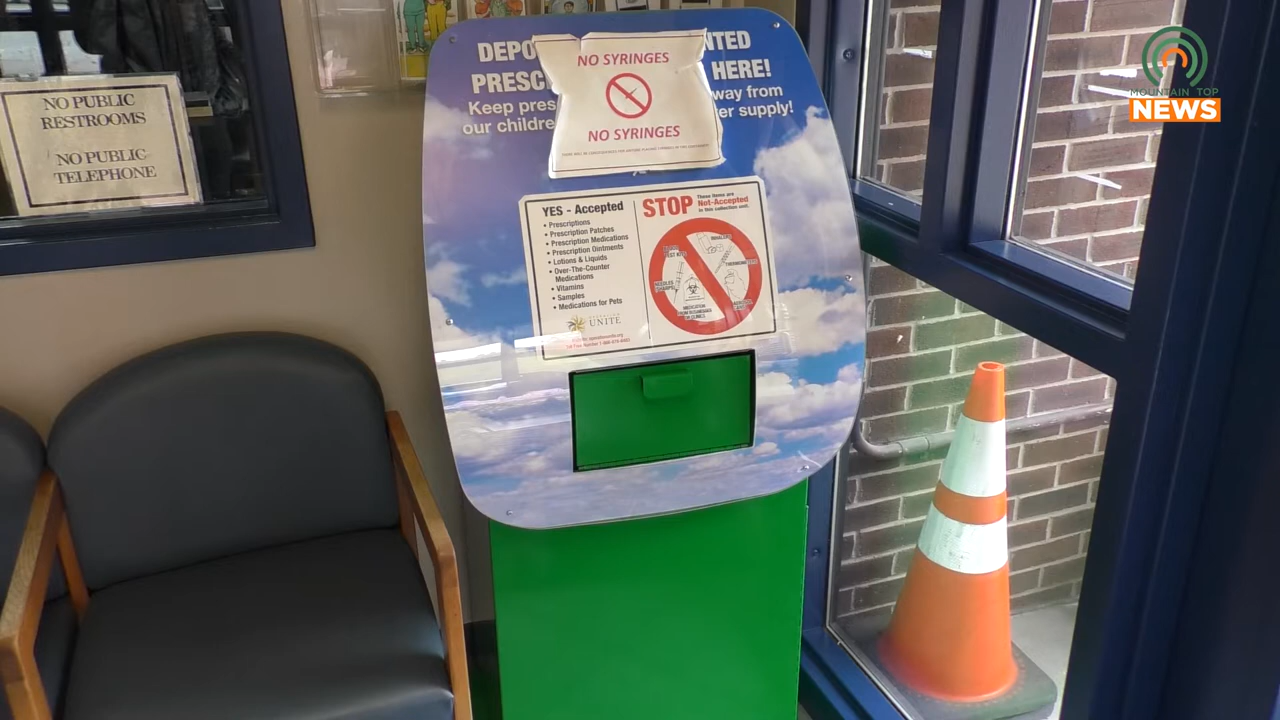 NO PUBLIC
RESTROOMS
NO PUBLIC
TELEPHONE
DEPO NTED
PRESC HERE!
Keep pres way from
our childre er supply!
NO SYRINGES
NO SYRINGES
YES - Accepted
• Prescriptions
• Prescription Patches
• Prescription Medications
• Prescription Ointments
• Lotions & Liquids
• Over-The-Counter
Medications
• Vitamins
• Samples
• Medications for Pets
UNITE
STOP
These items are
Not-Accepted
in this collection unit.
INHALERS
THERMOMETERS
MOUNTAIN TOP
NEWS